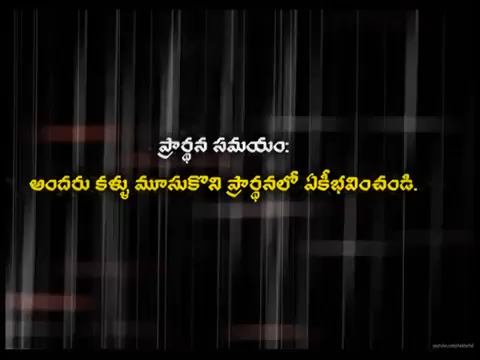 ప్రార్థన సమయం:
అందరు కళ్ళు మూసుకొని ప్రార్థనలో ఏకీభవించండి.